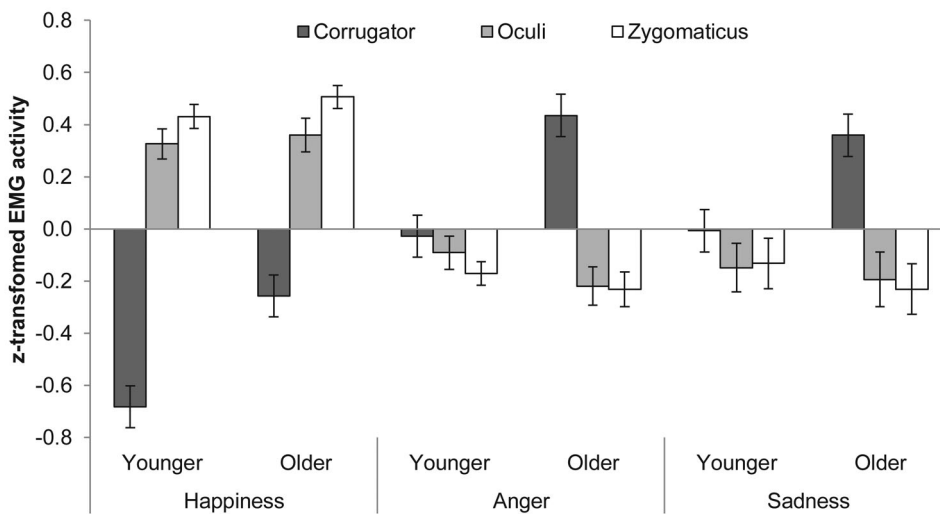 0.8
Corrugator Oculi Zygomaticus
0.6
0.4
0.2
0.0
-0.2
-0.4
-0.6
-0.8
z-transfomed EMG activity
Younger Older Younger Older Younger Older
Happiness Anger Sadness